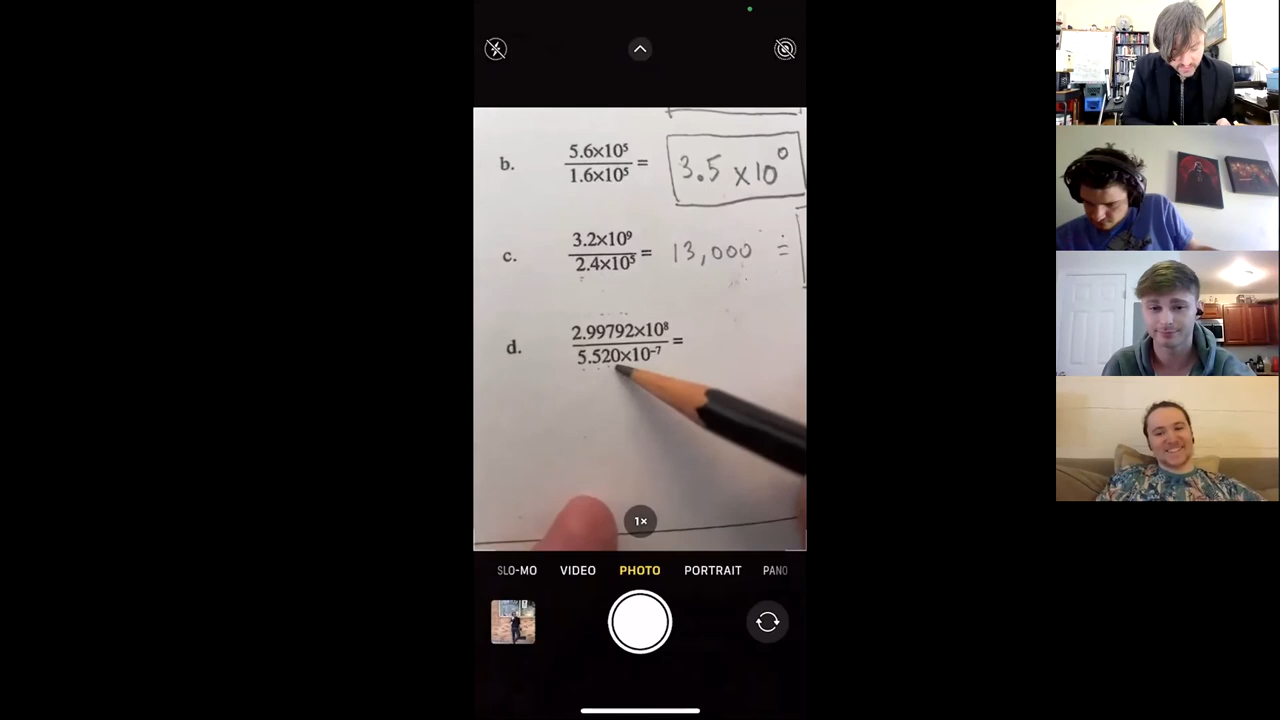 b. 5.6×10⁵ / 1.6×10⁵ = 3.5 ×10⁰
c. 3.2×10⁹ / 2.4×10⁵ = 13,000 =
d. 2.99792×10⁸ / 5.520×10⁻⁷ =
1×
SLO-MO VIDEO PHOTO PORTRAIT PANO